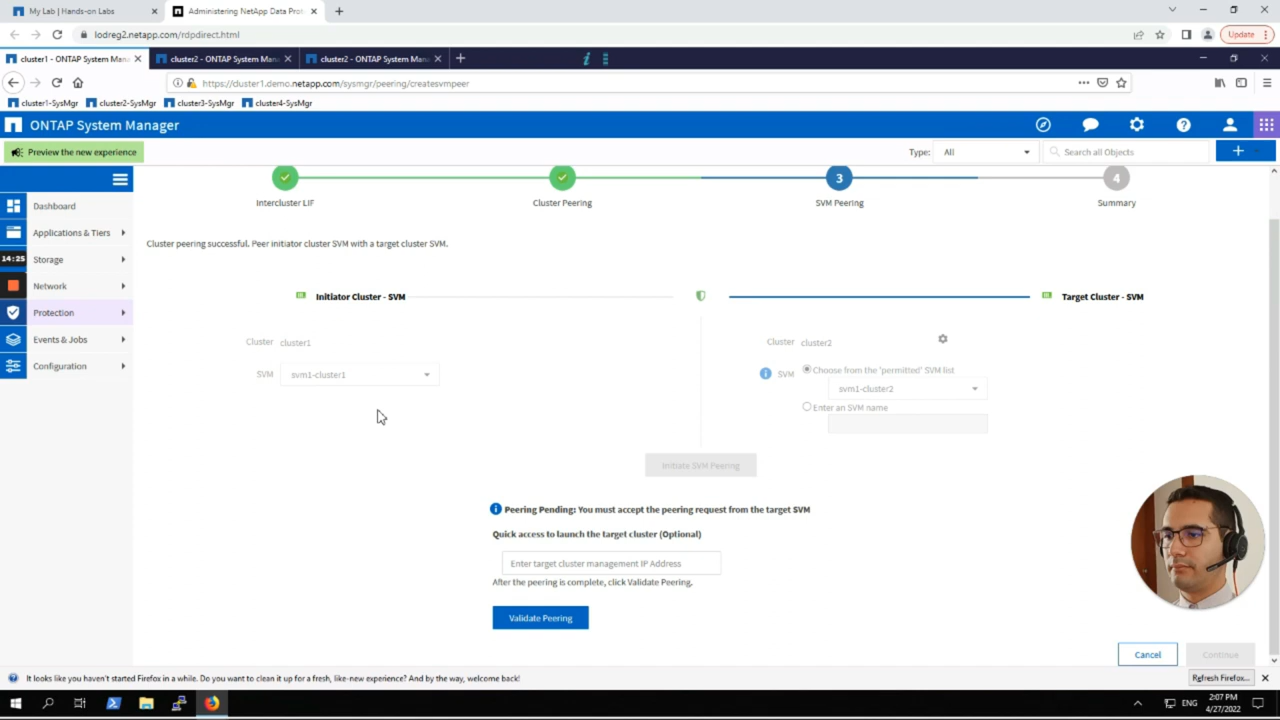 My Lab | Hands-on Labs
Administering NetApp Data Prot
lodreg2.netapp.com/rdpdirect.html
Update
cluster1 - ONTAP System Mana
cluster2 - ONTAP System Mana
cluster2 - ONTAP System Mana
https://cluster1.demo.netapp.com/sysmgr/peering/createsvmpeer
cluster1-SysMgr
cluster2-SysMgr
cluster3-SysMgr
cluster4-SysMgr
ONTAP System Manager
Preview the new experience
Type: All
Search all Objects
Dashboard
Applications & Tiers
14:25
Storage
Network
Protection
Events & Jobs
Configuration
3
4
Intercluster LIF
Cluster Peering
SVM Peering
Summary
Cluster peering successful. Peer initiator cluster SVM with a target cluster SVM.
Initiator Cluster - SVM
Target Cluster - SVM
Cluster cluster1
SVM svm1-cluster1
Cluster cluster2
SVM Choose from the 'permitted' SVM list
svm1-cluster2
Enter an SVM name
Initiate SVM Peering
Peering Pending: You must accept the peering request from the target SVM
Quick access to launch the target cluster (Optional)
Enter target cluster management IP Address
After the peering is complete, click Validate Peering.
Validate Peering
Cancel
Continue
It looks like you haven't started Firefox in a while. Do you want to clean it up for a fresh, like-new experience? And by the way, welcome back!
Refresh Firefox...
ENG
2:07 PM
4/27/2022